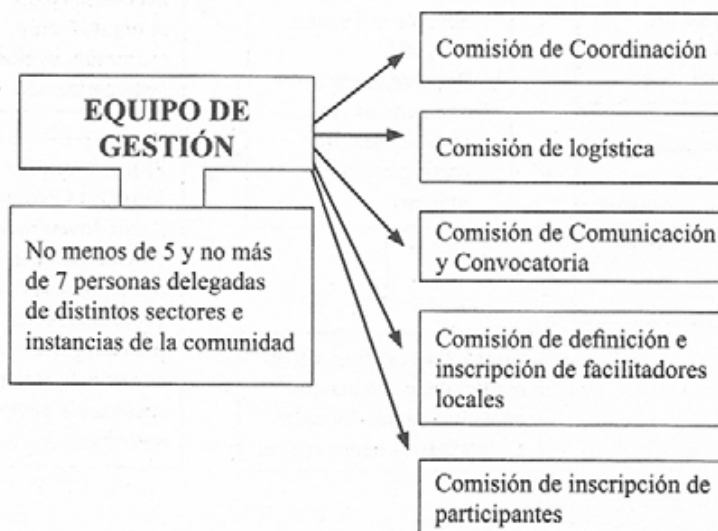 EQUIPO DE
GESTIÓN
No menos de 5 y no más
de 7 personas delegadas
de distintos sectores e
instancias de la comunidad
Comisión de Coordinación
Comisión de logística
Comisión de Comunicación
y Convocatoria
Comisión de definición e
inscripción de facilitadores
locales
Comisión de inscripción de
participantes